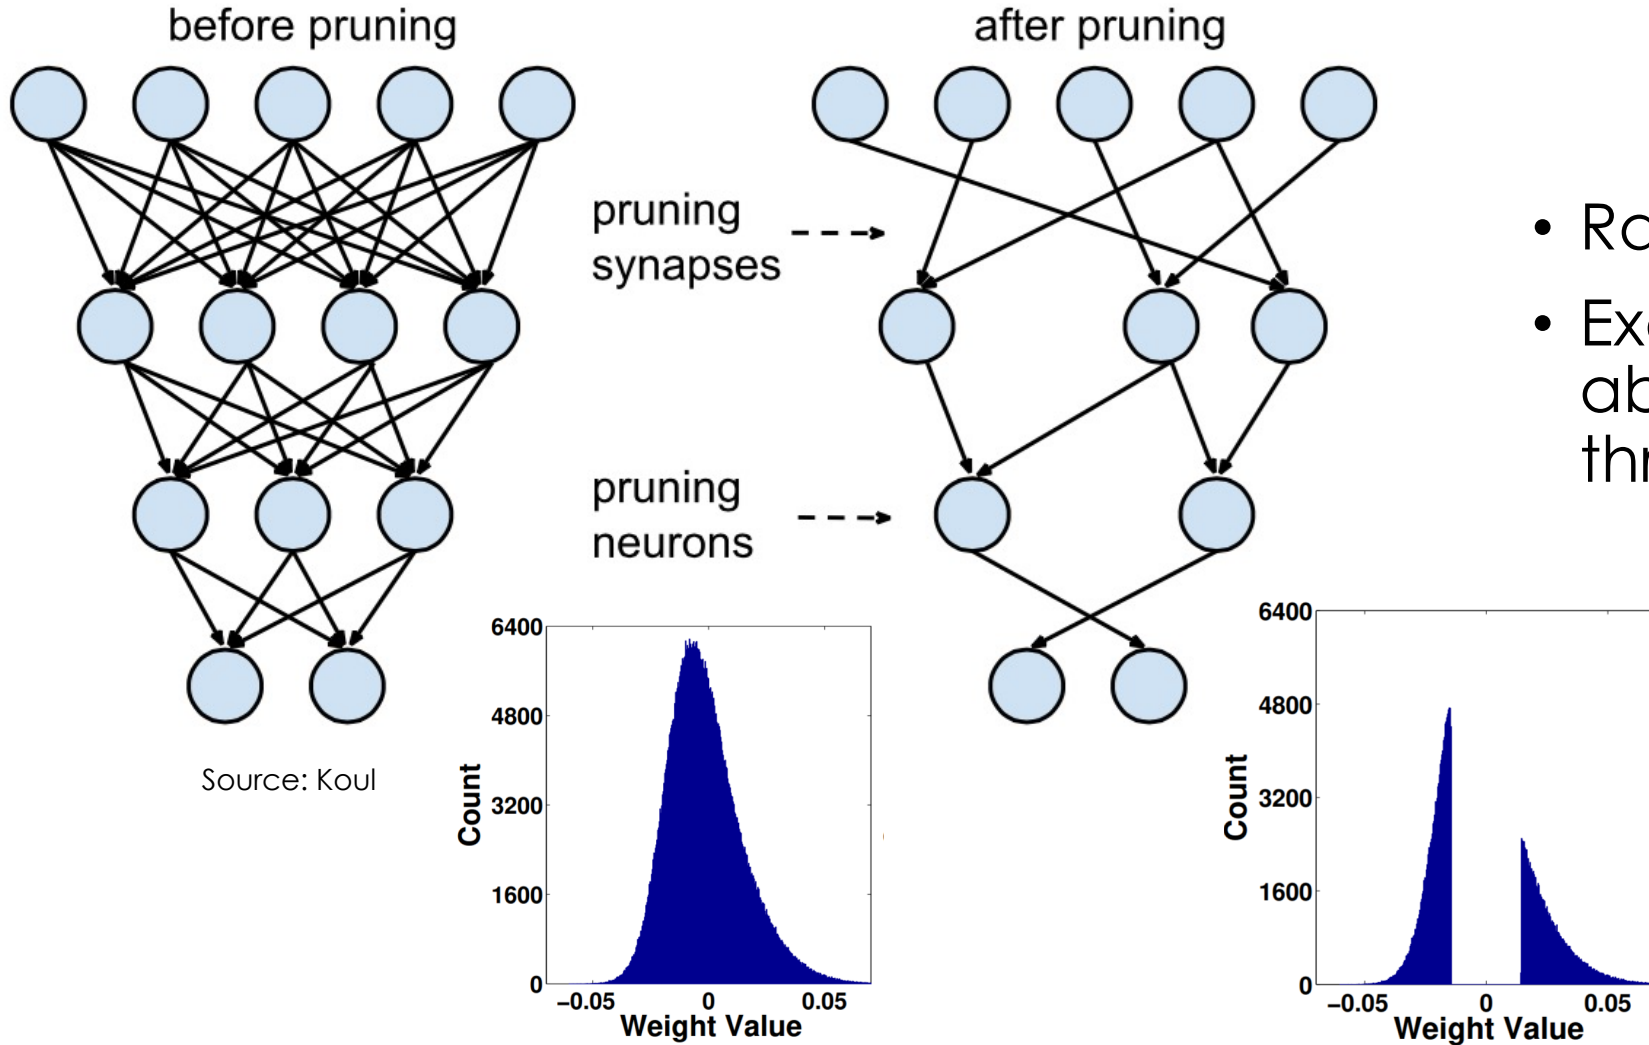 before pruning
after pruning
pruning
synapses
pruning
neurons
Source: Koul
6400
4800
3200
1600
0
Count
−0.05
0
0.05
Weight Value
6400
4800
3200
1600
0
Count
−0.05
0
0.05
Weight Value